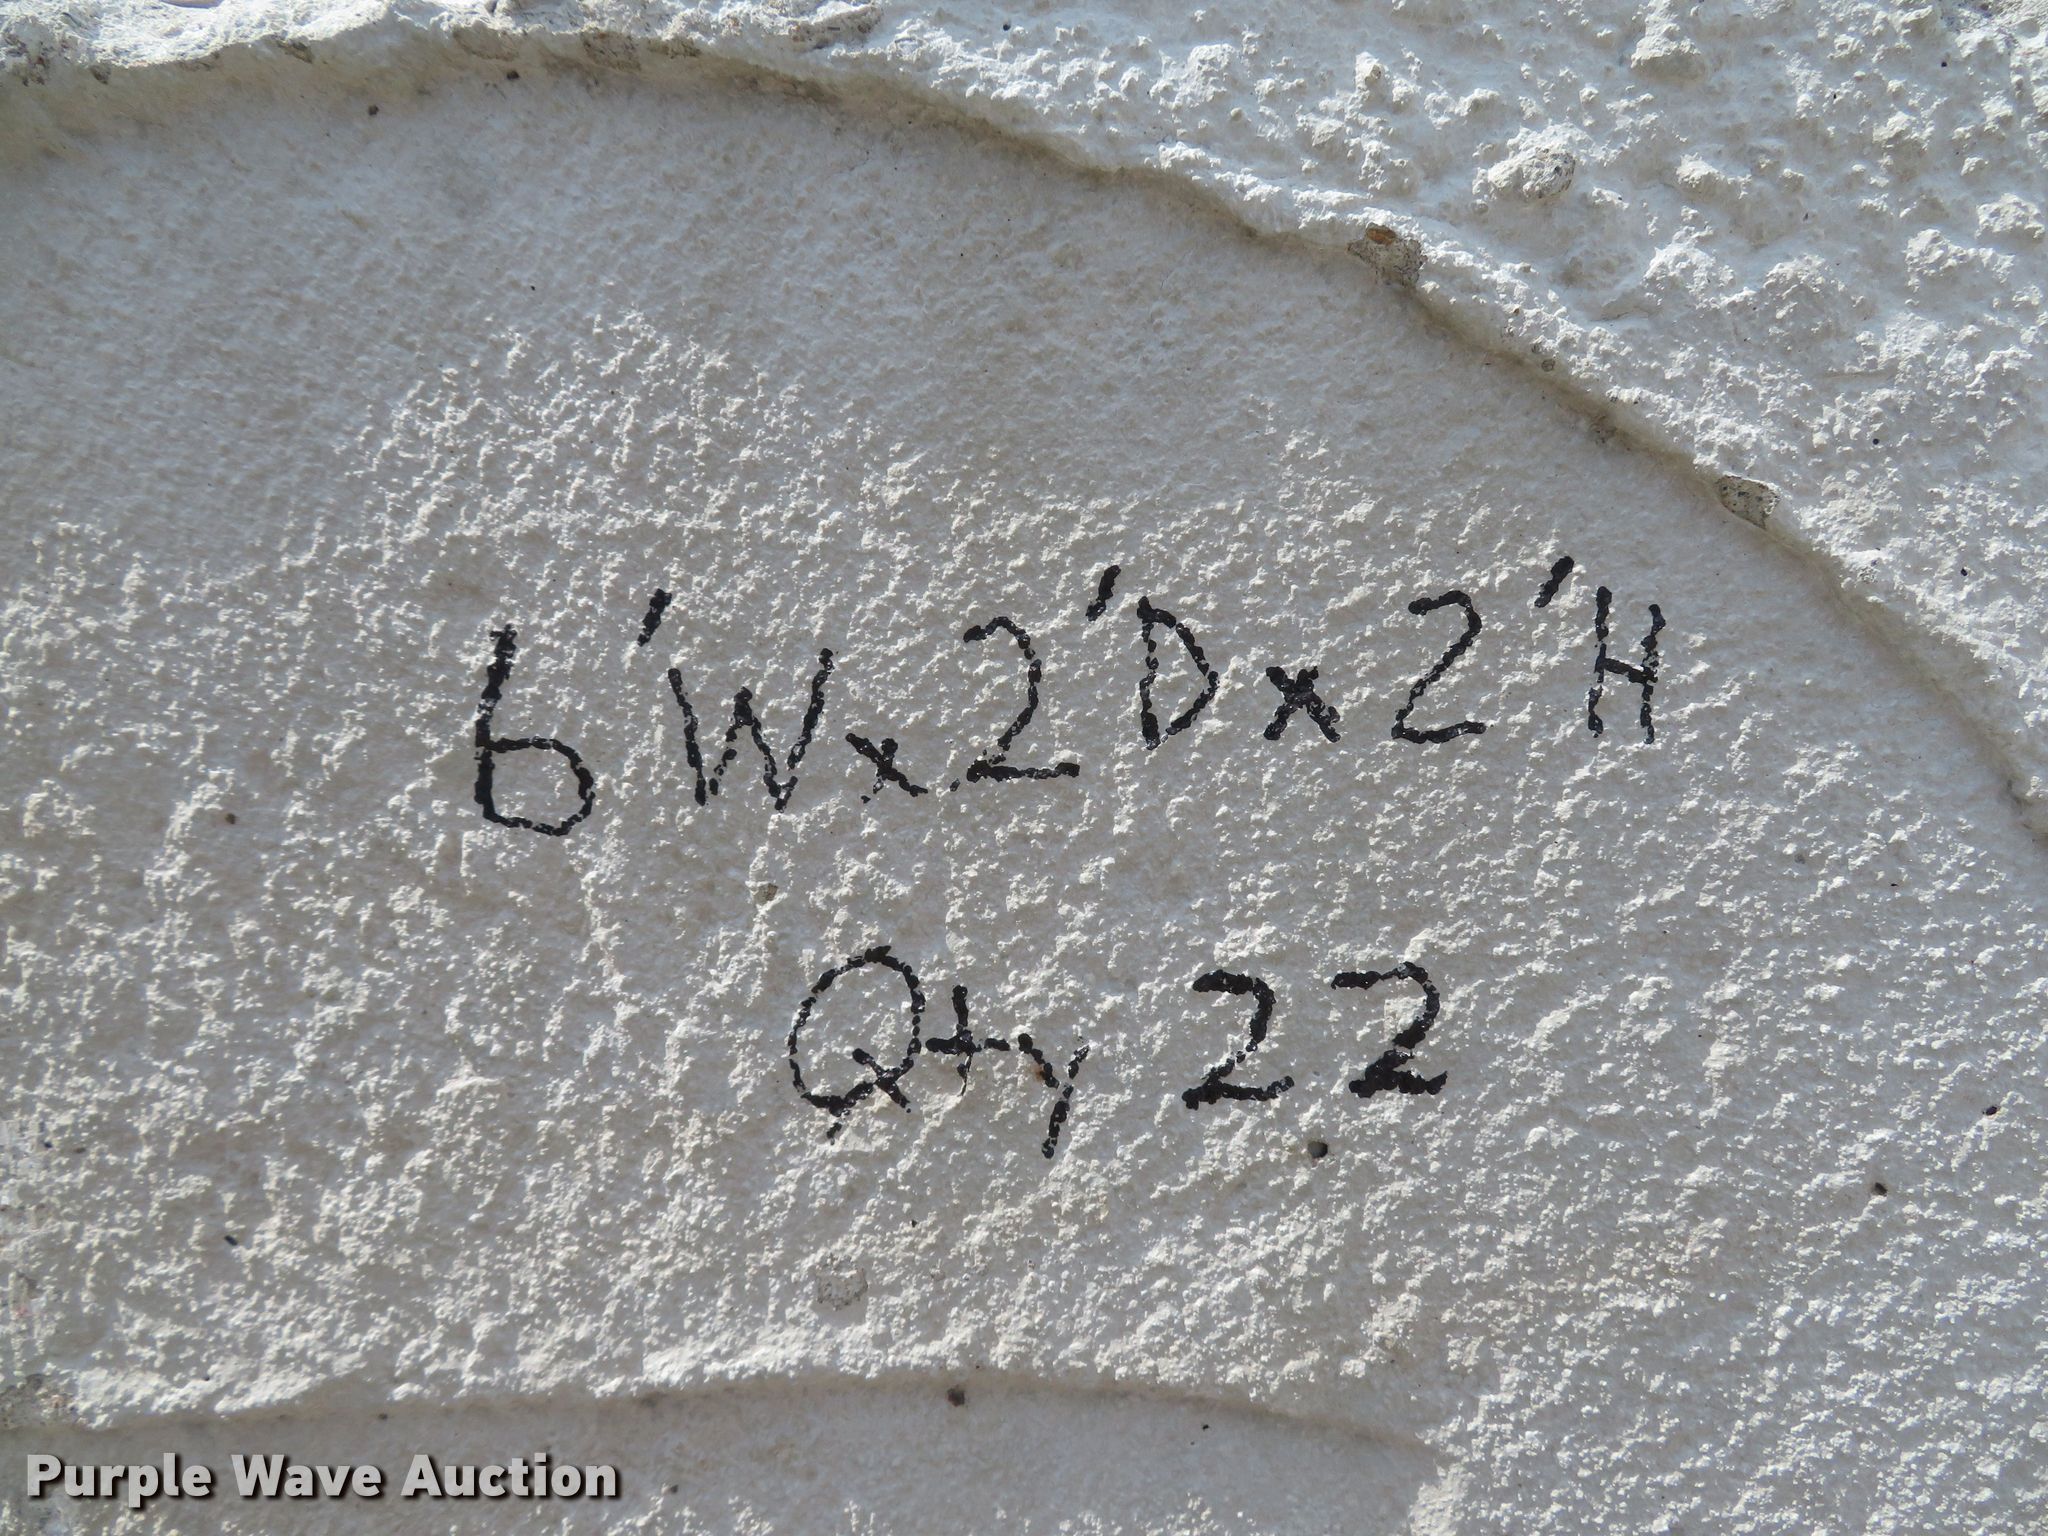 6'Wx2'Dx2'H
Qty 22
Purple Wave Auction